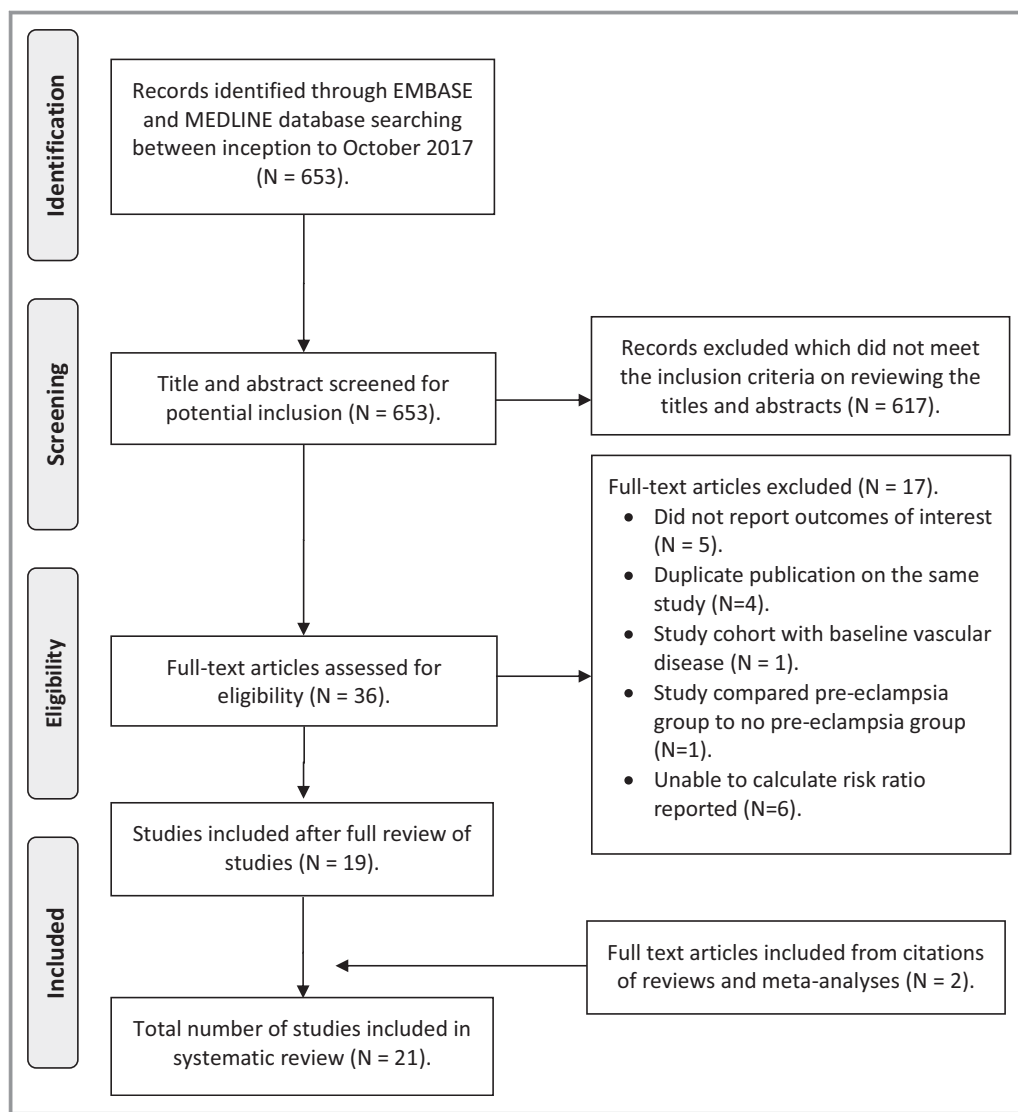 Identification
Records identified through EMBASE
and MEDLINE database searching
between inception to October 2017
(N = 653).
Screening
Title and abstract screened for
potential inclusion (N = 653).
Records excluded which did not meet
the inclusion criteria on reviewing the
titles and abstracts (N = 617).
Eligibility
Full-text articles assessed for
eligibility (N = 36).
Full-text articles excluded (N = 17).
• Did not report outcomes of interest
(N = 5).
• Duplicate publication on the same
study (N=4).
• Study cohort with baseline vascular
disease (N = 1).
• Study compared pre-eclampsia
group to no pre-eclampsia group
(N=1).
• Unable to calculate risk ratio
reported (N=6).
Included
Studies included after full review of
studies (N = 19).
Full text articles included from citations
of reviews and meta-analyses (N = 2).
Total number of studies included in
systematic review (N = 21).